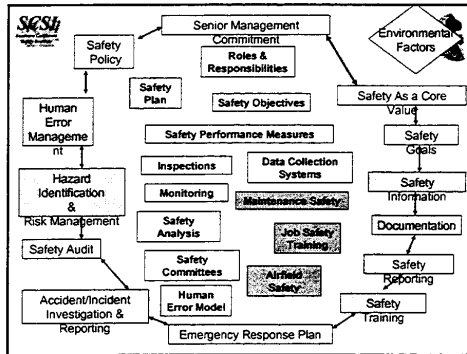 SCSI
Senior Management
Commitment
Environmental
Factors
Safety
Policy
Roles &
Responsibilities
Safety
Plan
Safety Objectives
Safety As a Core
Value
Human
Error
Manageme
nt
Safety Performance Measures
Safety
Goals
Inspections
Data Collection
Systems
Hazard
Identification
&
Risk Management
Monitoring
Maintenance Safety
Safety
Information
Safety
Analysis
Job Safety
Training
Documentation
Safety Audit
Safety
Committees
Airfield
Safety
Safety
Reporting
Accident/Incident
Investigation &
Reporting
Human
Error Model
Safety
Training
Emergency Response Plan